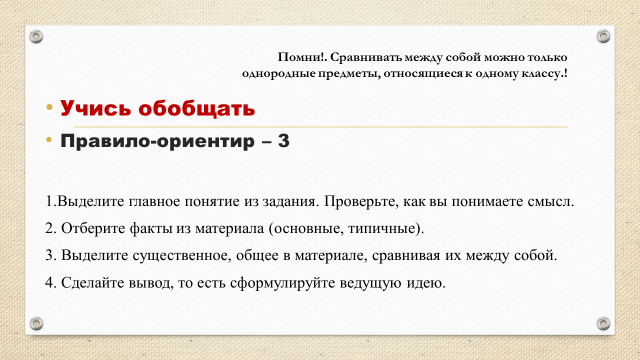 Помни!. Сравнивать между собой можно только
однородные предметы, относящиеся к одному классу.!
• Учись обобщать
• Правило-ориентир – 3
1.Выделите главное понятие из задания. Проверьте, как вы понимаете смысл.
2. Отберите факты из материала (основные, типичные).
3. Выделите существенное, общее в материале, сравнивая их между собой.
4. Сделайте вывод, то есть сформулируйте ведущую идею.